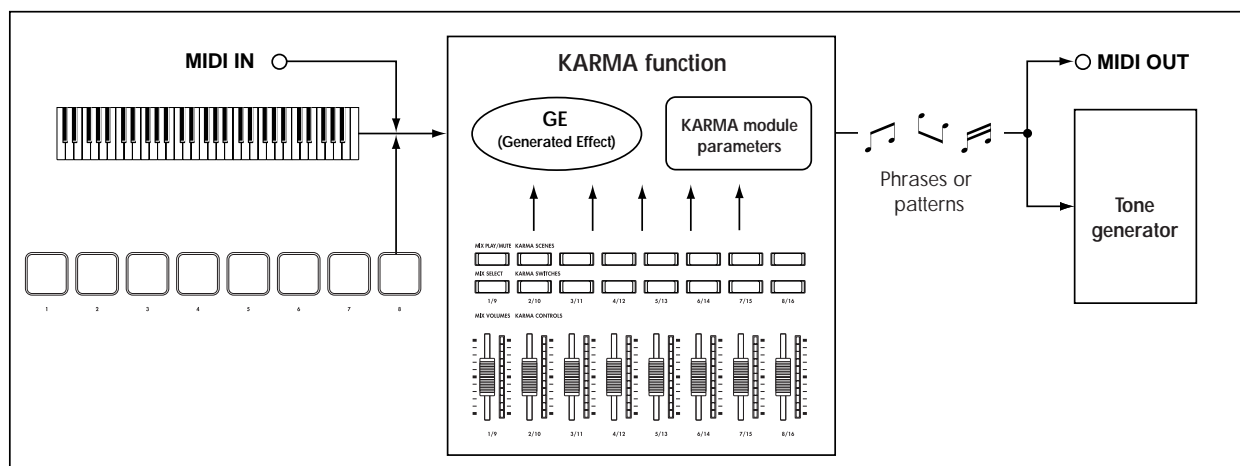 MIDI IN
KARMA function
MIDI OUT
GE
(Generated Effect)
KARMA module
parameters
Phrases or
patterns
Tone
generator
1 2 3 4 5 6 7 8
MIX PLAY/MUTE KARMA SCENES
MIX SELECT KARMA SWITCHES
1/9 2/10 3/11 4/12 5/13 6/14 7/15 8/16
MIX VOLUMES KARMA CONTROLS
1/9 2/10 3/11 4/12 5/13 6/14 7/15 8/16